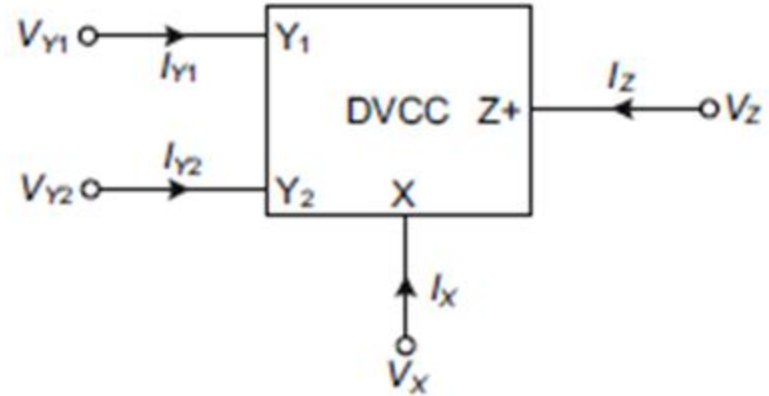 V_Y1 I_Y1 Y_1
DVCC Z+ I_Z V_Z
V_Y2 I_Y2 Y_2 X
I_X
V_X